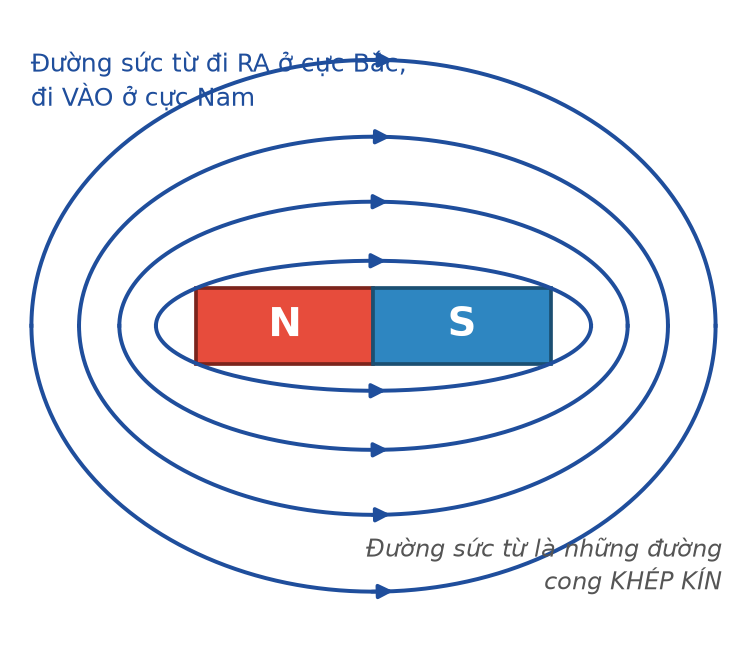 Đường sức từ đi RA ở cực Bắc,
đi VÀO ở cực Nam
N
S
Đường sức từ là những đường
cong KHÉP KÍN